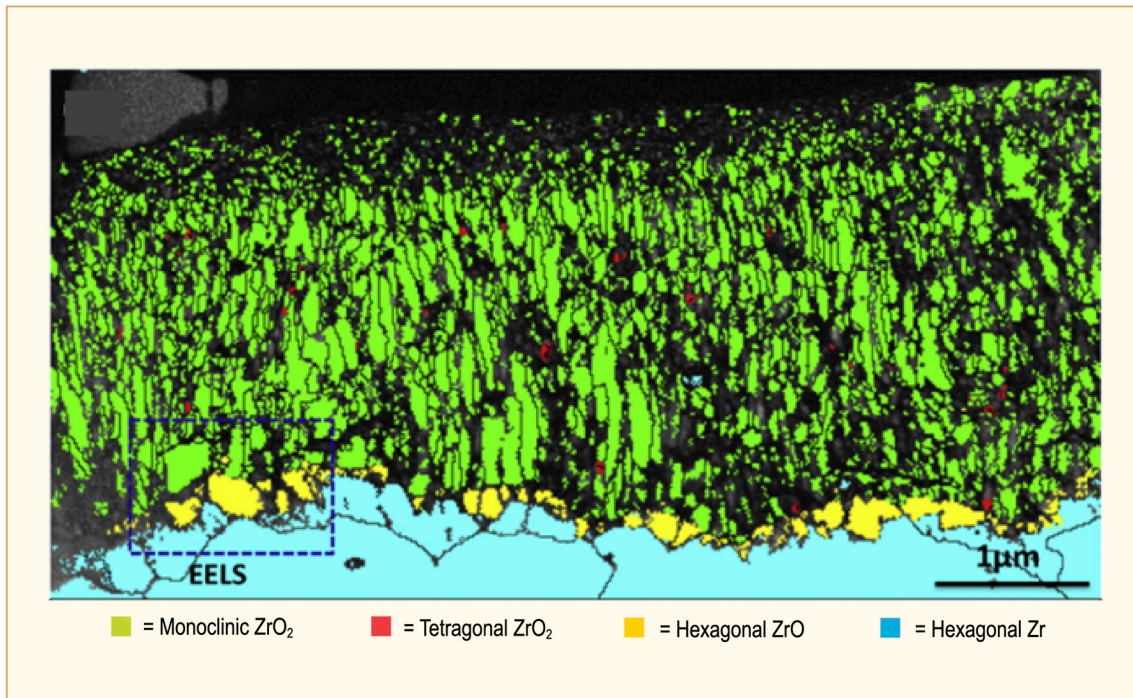 EELS
1µm
= Monoclinic ZrO₂ = Tetragonal ZrO₂ = Hexagonal ZrO = Hexagonal Zr